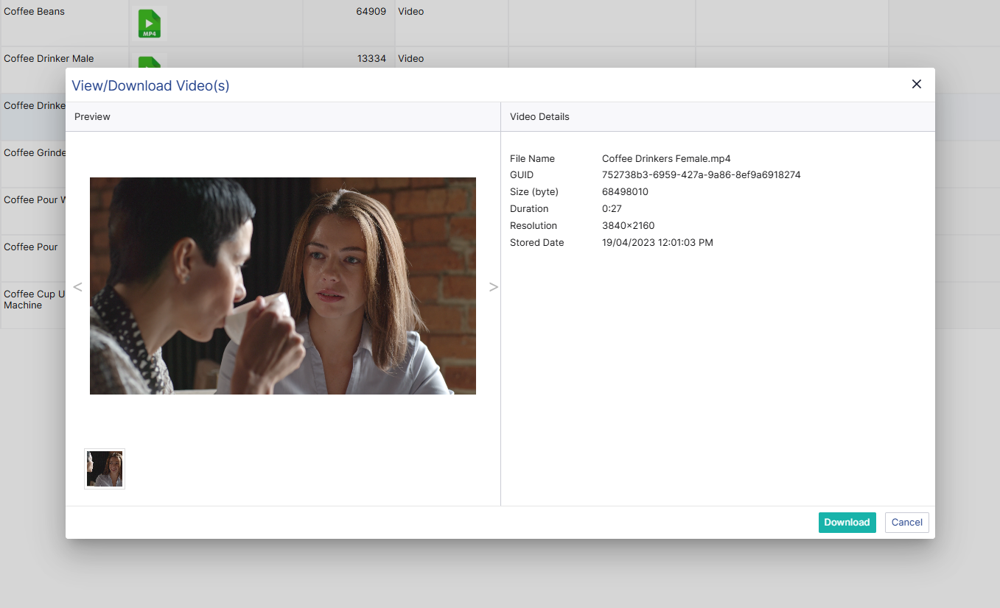 Coffee Beans 64909 Video
MP4
Coffee Drinker Male 13334 Video
View/Download Video(s)
Coffee Drinke
Preview Video Details
Coffee Grinde
File Name Coffee Drinkers Female.mp4
GUID 752738b3-6959-427a-9a86-8ef9a6918274
Size (byte) 68498010
Coffee Pour W
Duration 0:27
Resolution 3840×2160
Stored Date 19/04/2023 12:01:03 PM
Coffee Pour
< >
Coffee Cup U
Machine
Download Cancel